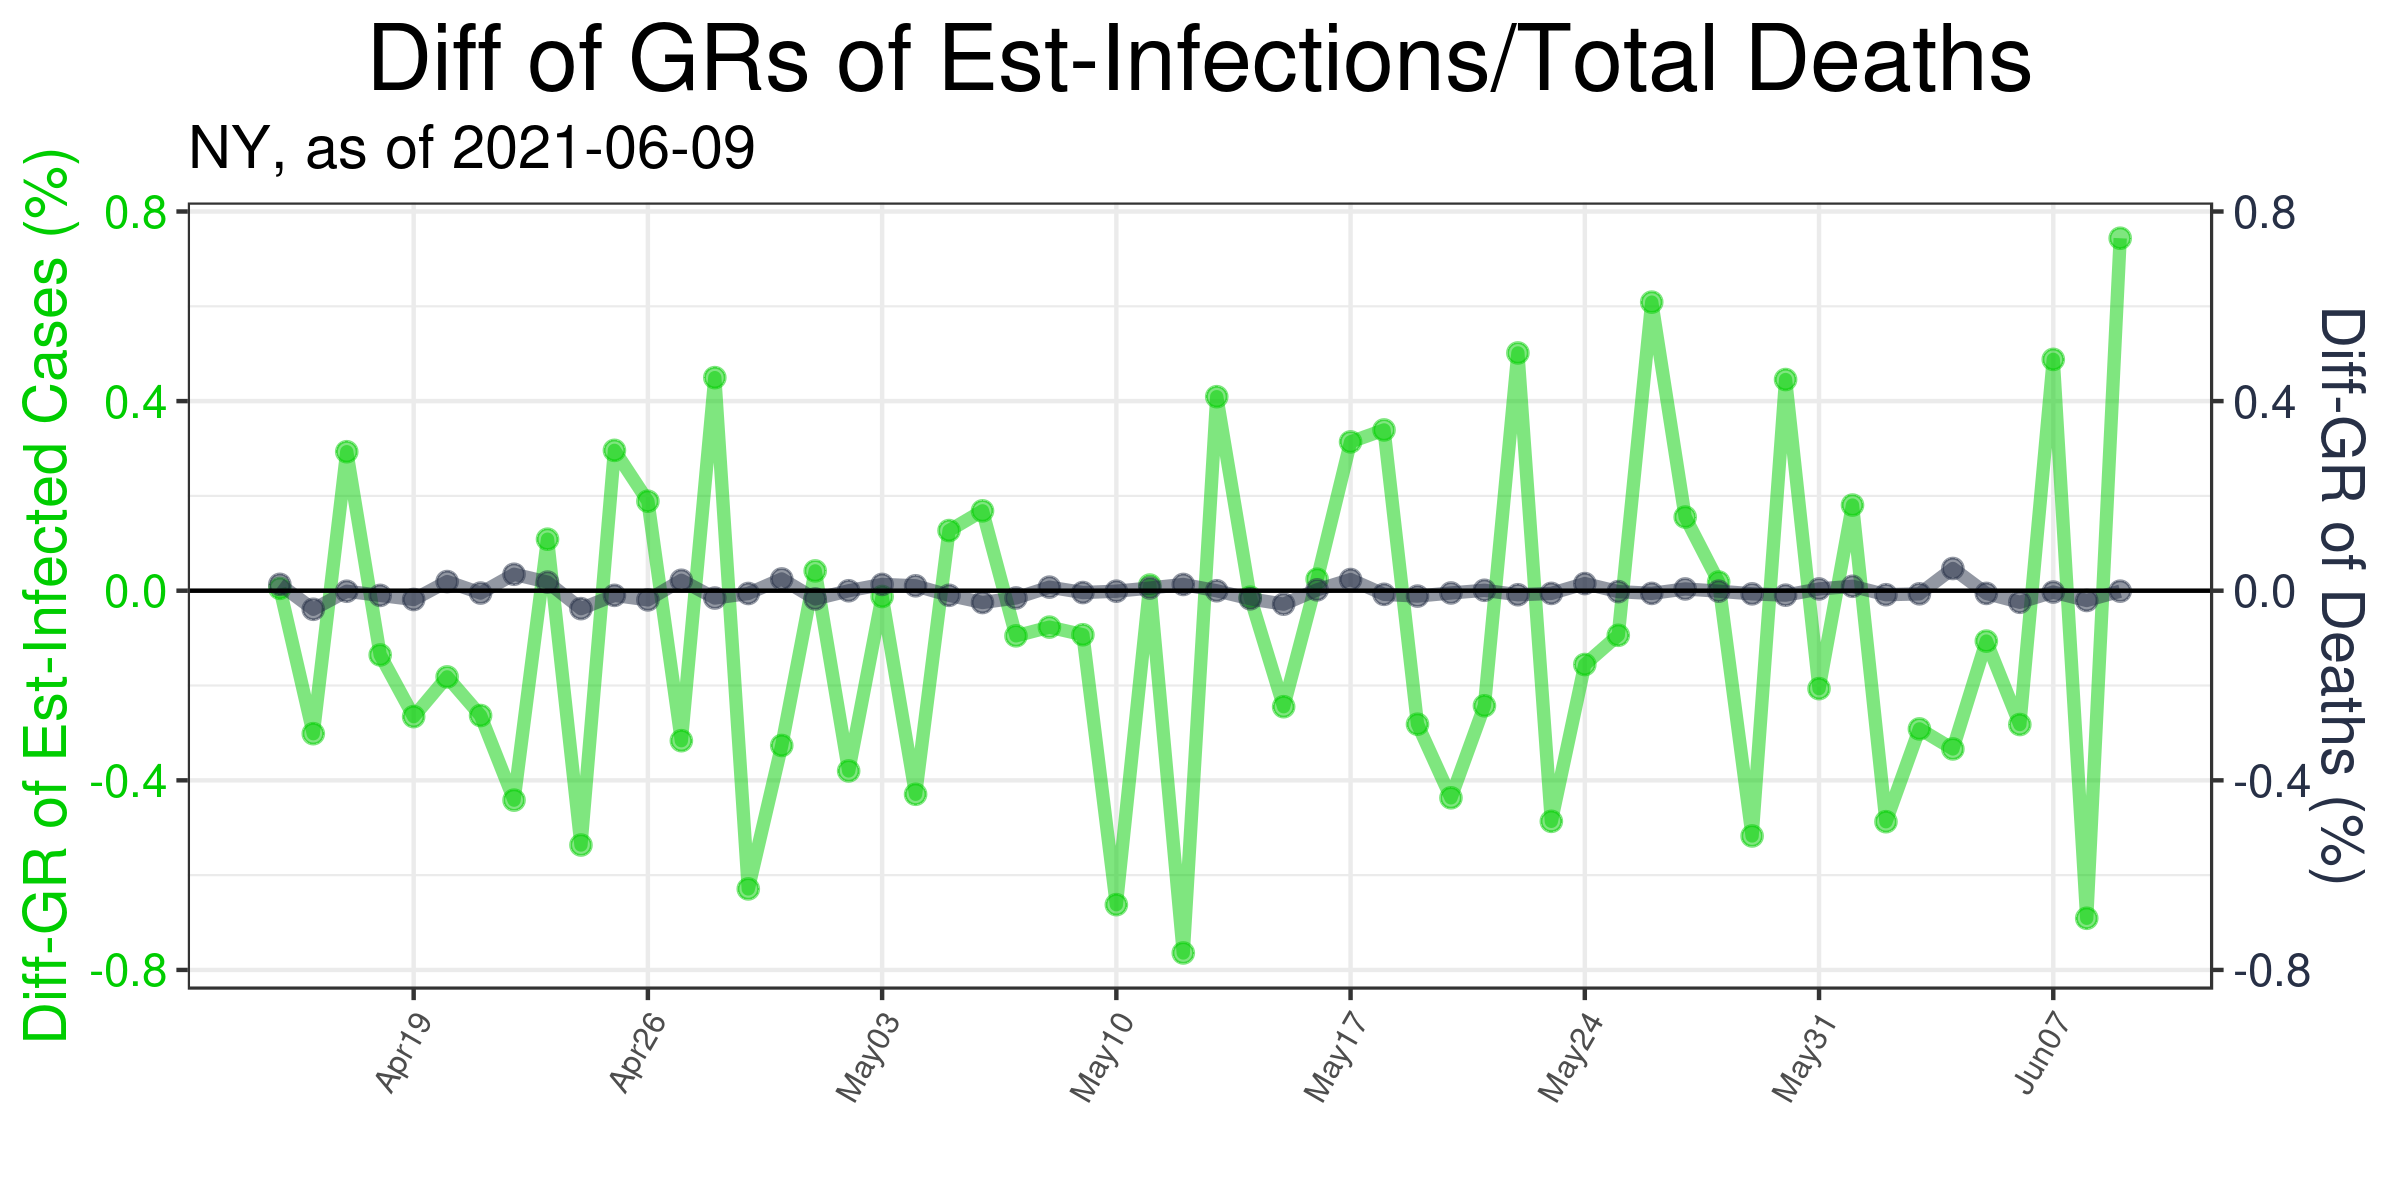 Diff of GRs of Est-Infections/Total Deaths
NY, as of 2021-06-09
Diff-GR of Est-Infected Cases (%)
0.8
0.4
0.0
-0.4
-0.8
0.8
0.4
0.0
-0.4
-0.8
Diff-GR of Deaths (%)
Apr19
Apr26
May03
May10
May17
May24
May31
Jun07